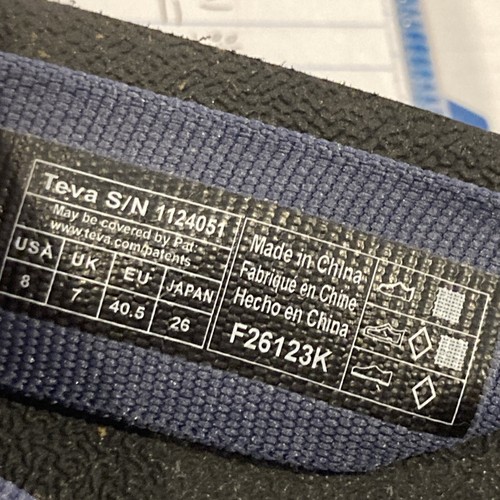 Teva S/N 1124051
May be covered by Pat:
www.teva.com/patents
USA UK EU JAPAN
8 7 40.5 26
Made in China
Fabriqué en Chine
Hecho en China
F26123K